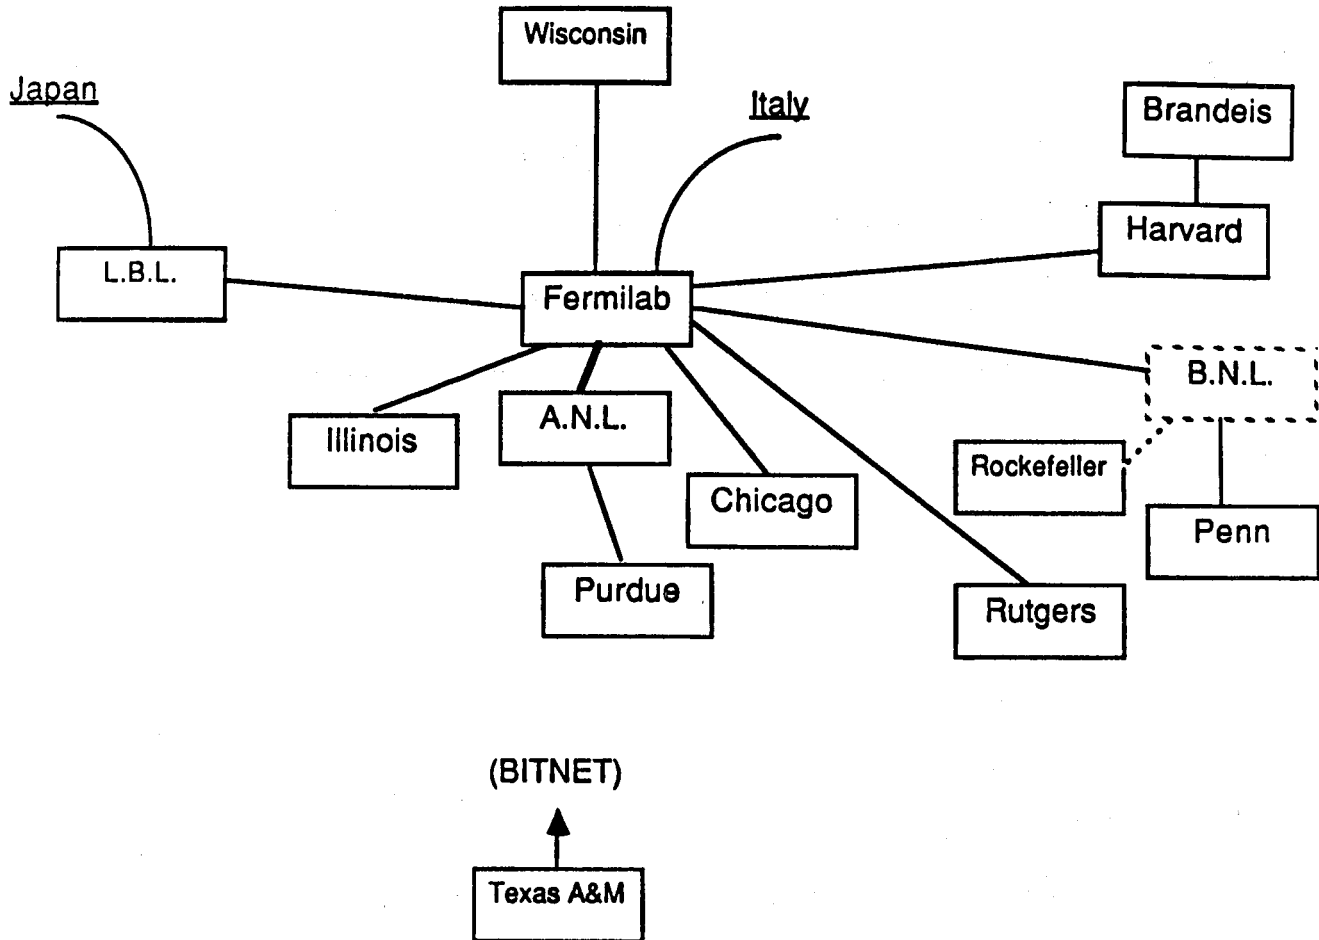 Wisconsin
Japan
Italy
Brandeis
Harvard
L.B.L.
Fermilab
B.N.L.
A.N.L.
Illinois
Rockefeller
Chicago
Penn
Purdue
Rutgers
(BITNET)
Texas A&M